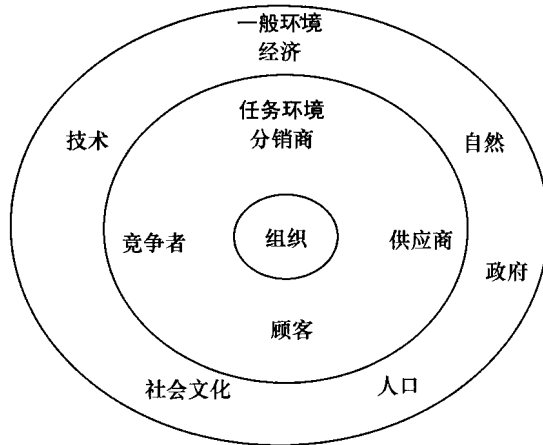 一般环境
经济
任务环境
分销商
技术
自然
竞争者
组织
供应商
政府
顾客
社会文化
人口